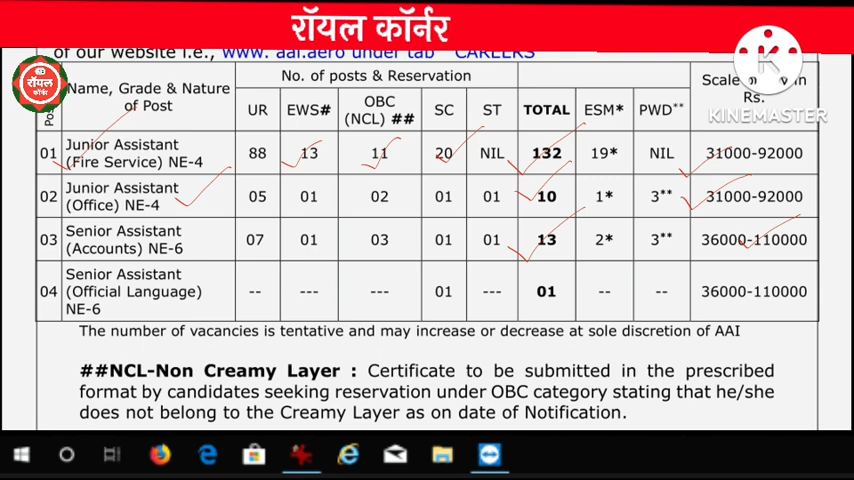 रॉयल कॉर्नर
of our website i.e., www. aai.aero under tab "CAREERS"
रॉयल
कॉर्नर
KINEMASTER
Name, Grade & Nature of Post No. of posts & Reservation Scale Rs.
UR EWS# OBC (NCL) ## SC ST TOTAL ESM* PWD**
01 Junior Assistant (Fire Service) NE-4 88 13 11 20 NIL 132 19* NIL 31000-92000
02 Junior Assistant (Office) NE-4 05 01 02 01 01 10 1* 3** 31000-92000
03 Senior Assistant (Accounts) NE-6 07 01 03 01 01 13 2* 3** 36000-110000
04 Senior Assistant (Official Language) NE-6 -- --- --- 01 --- 01 -- -- 36000-110000
The number of vacancies is tentative and may increase or decrease at sole discretion of AAI
##NCL-Non Creamy Layer : Certificate to be submitted in the prescribed
format by candidates seeking reservation under OBC category stating that he/she
does not belong to the Creamy Layer as on date of Notification.